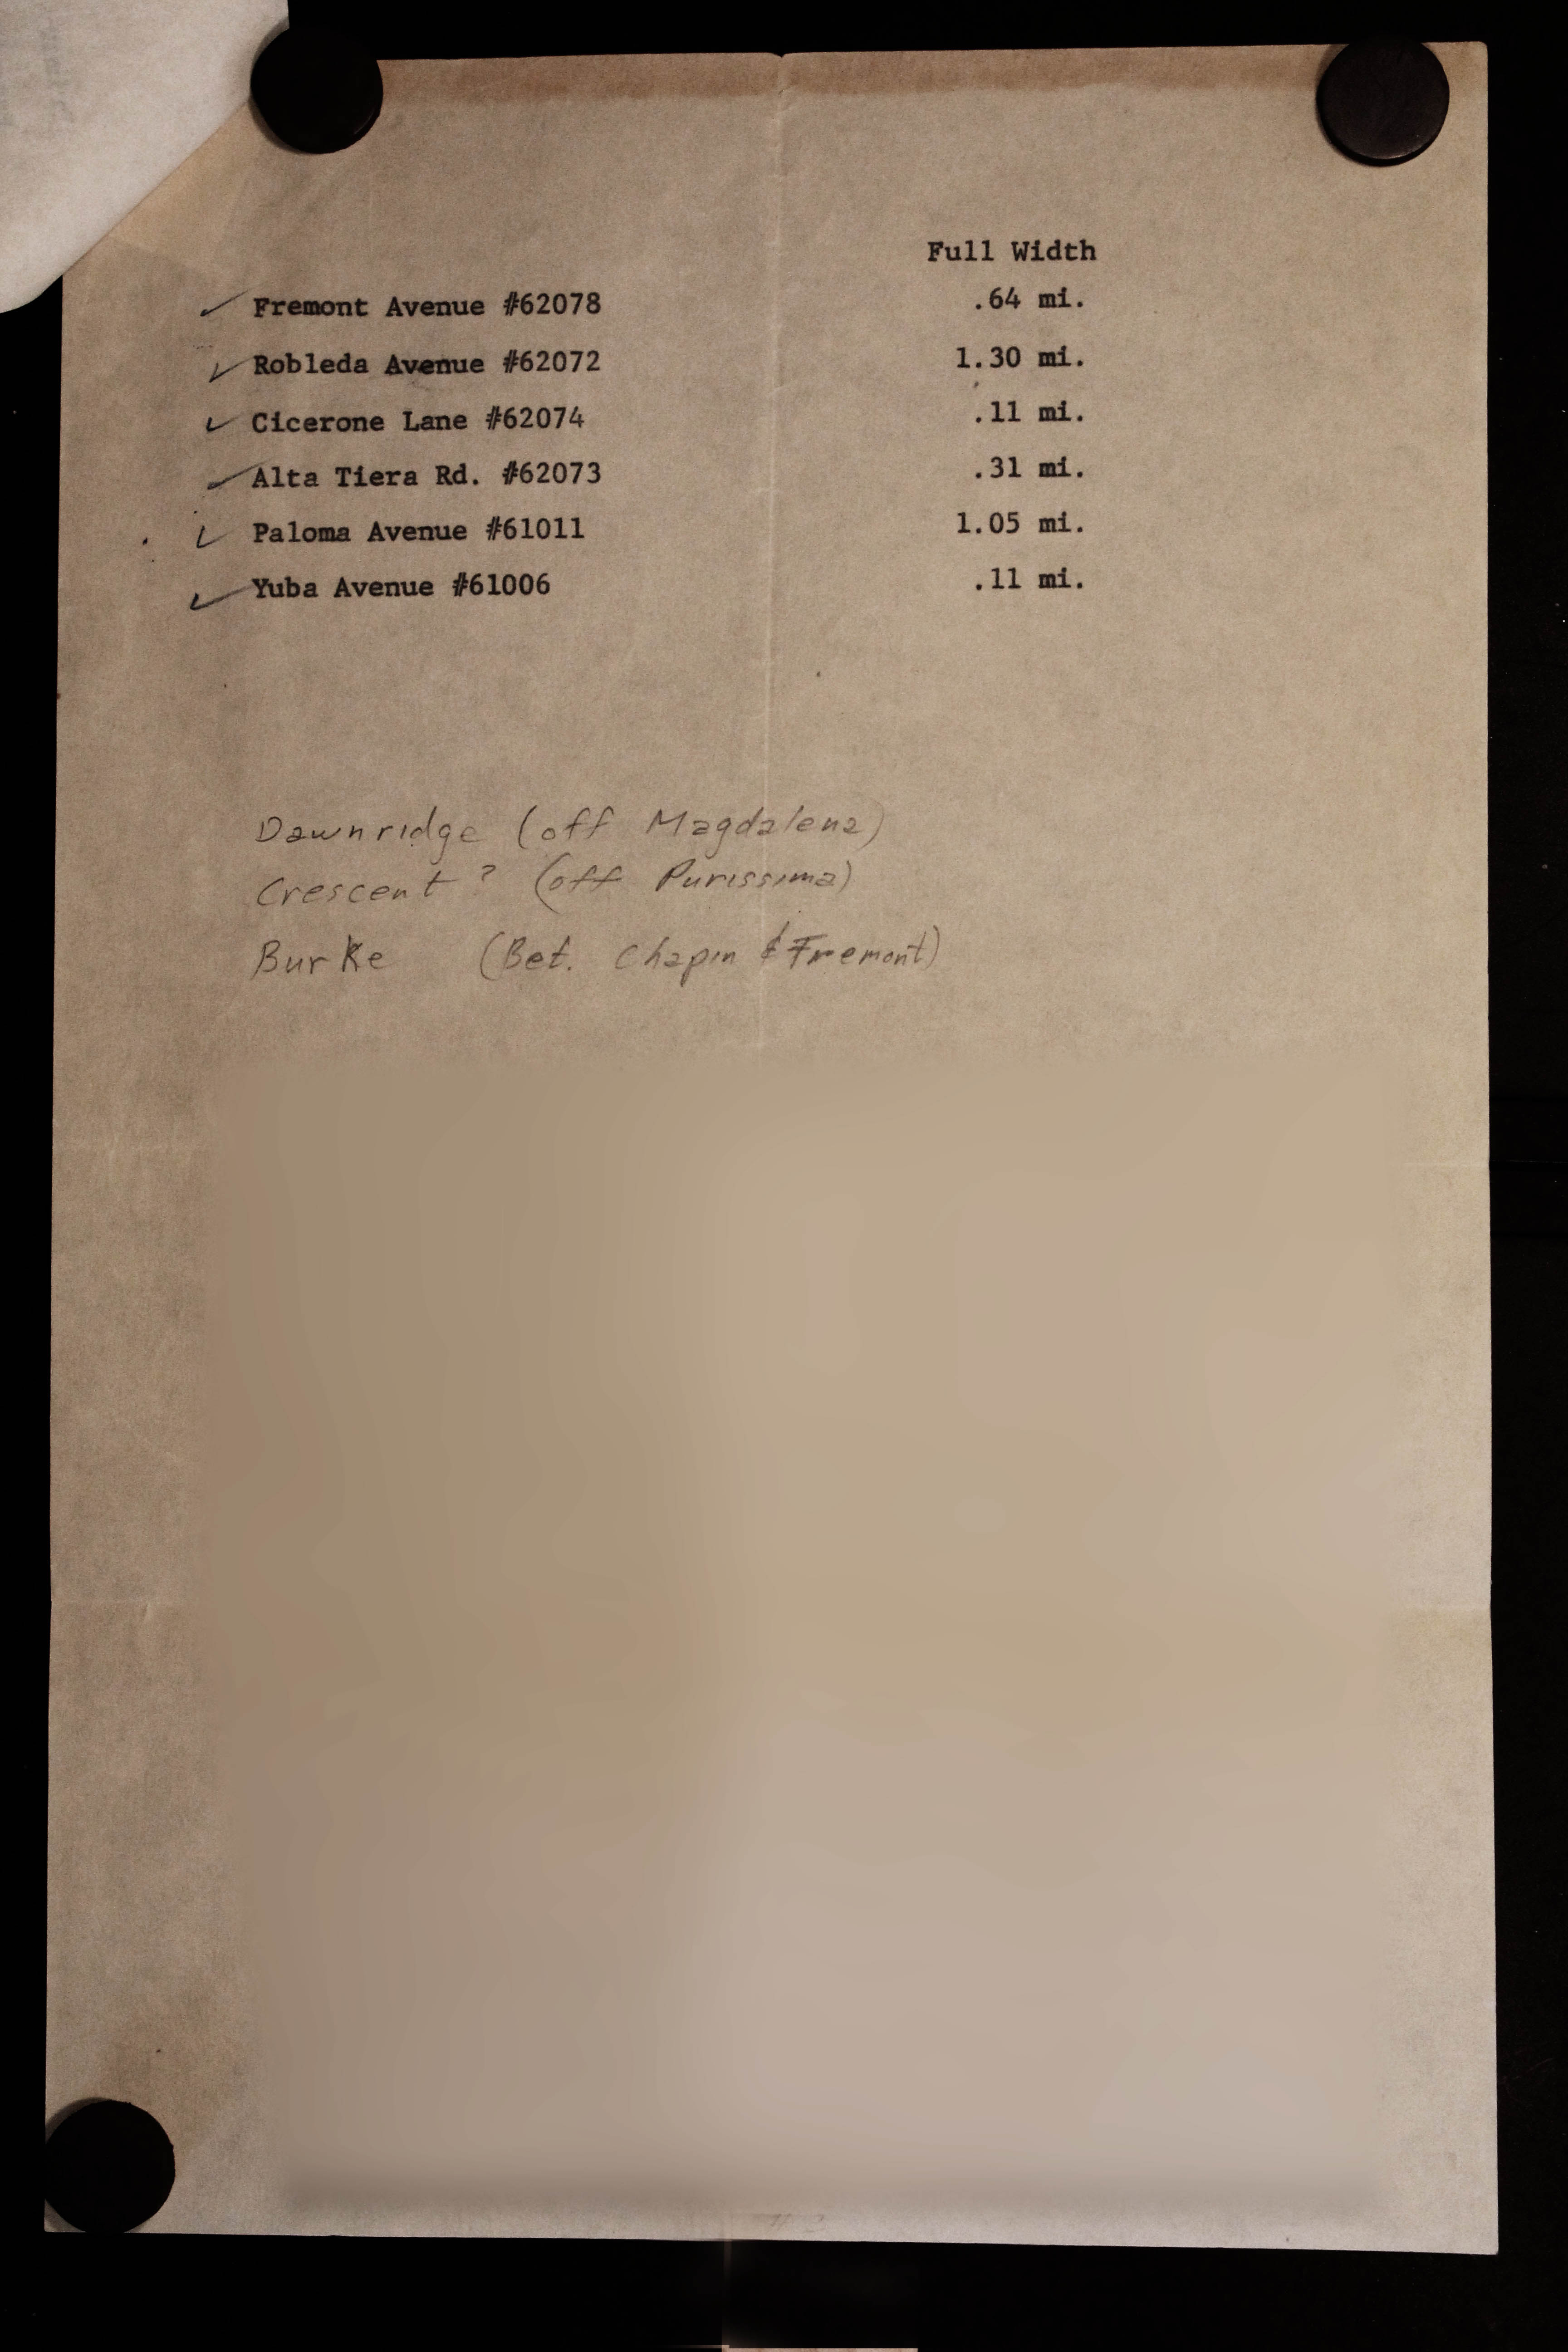 Full Width
✓ Fremont Avenue #62078 .64 mi.
✓ Robleda Avenue #62072 1.30 mi.
✓ Cicerone Lane #62074 .11 mi.
✓ Alta Tiera Rd. #62073 .31 mi.
✓ Paloma Avenue #61011 1.05 mi.
✓ Yuba Avenue #61006 .11 mi.
Dawnridge (off Magdalena)
Crescent ? (off Purissima)
Burke (Bet. Chapin & Fremont)